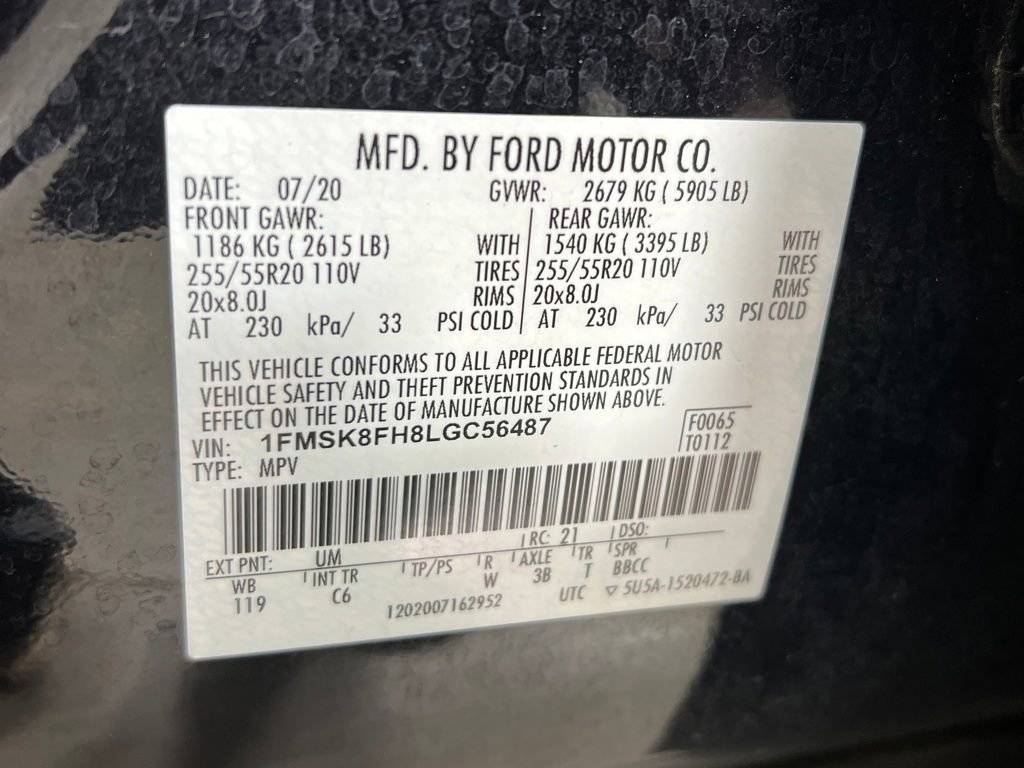 MFD. BY FORD MOTOR CO.
DATE: 07/20 GVWR: 2679 KG ( 5905 LB)
FRONT GAWR: REAR GAWR:
1186 KG ( 2615 LB) WITH 1540 KG ( 3395 LB) WITH
255/55R20 110V TIRES 255/55R20 110V TIRES
20x8.0J RIMS 20x8.0J RIMS
AT 230 kPa/ 33 PSI COLD AT 230 kPa/ 33 PSI COLD
THIS VEHICLE CONFORMS TO ALL APPLICABLE FEDERAL MOTOR
VEHICLE SAFETY AND THEFT PREVENTION STANDARDS IN
EFFECT ON THE DATE OF MANUFACTURE SHOWN ABOVE.
VIN: 1FMSK8FH8LGC56487 F0065
TYPE: MPV T0112
EXT PNT: UM RC: 21 DSO:
WB INT TR TP/PS R AXLE TR SPR
119 C6 W 3B T BBCC
1202007162952 UTC ▽ 5U5A-1520472-BA